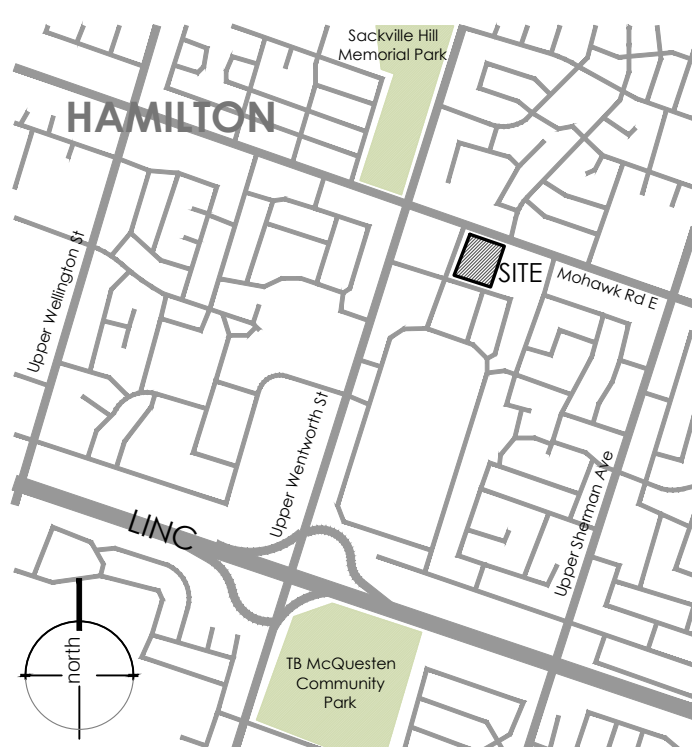 Sackville Hill
Memorial Park
HAMILTON
SITE
Mohawk Rd E
Upper Wellington St
Upper Wentworth St
Upper Sherman Ave
LINC
north
TB McQuesten
Community
Park